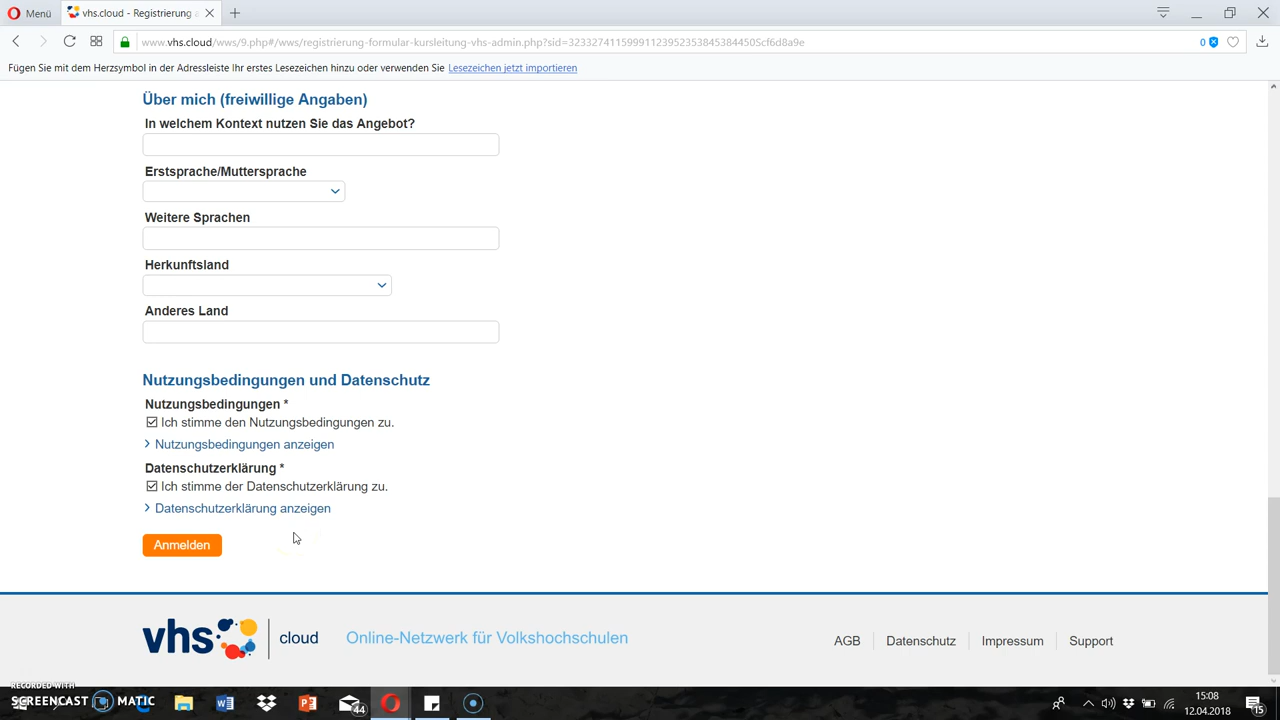 Menü
vhs.cloud - Registrierung
www.vhs.cloud/wws/9.php#/wws/registrierung-formular-kursleitung-vhs-admin.php?sid=
0
Fügen Sie mit dem Herzsymbol in der Adressleiste Ihr erstes Lesezeichen hinzu oder verwenden Sie Lesezeichen jetzt importieren
Über mich (freiwillige Angaben)
In welchem Kontext nutzen Sie das Angebot?
Erstsprache/Muttersprache
Weitere Sprachen
Herkunftsland
Anderes Land
Nutzungsbedingungen und Datenschutz
Nutzungsbedingungen *
Ich stimme den Nutzungsbedingungen zu.
Nutzungsbedingungen anzeigen
Datenschutzerklärung *
Ich stimme der Datenschutzerklärung zu.
Datenschutzerklärung anzeigen
Anmelden
vhs cloud Online-Netzwerk für Volkshochschulen
AGB Datenschutz Impressum Support
RECORDED WITH
SCREENCAST MATIC
44
15:08
12.04.2018
15